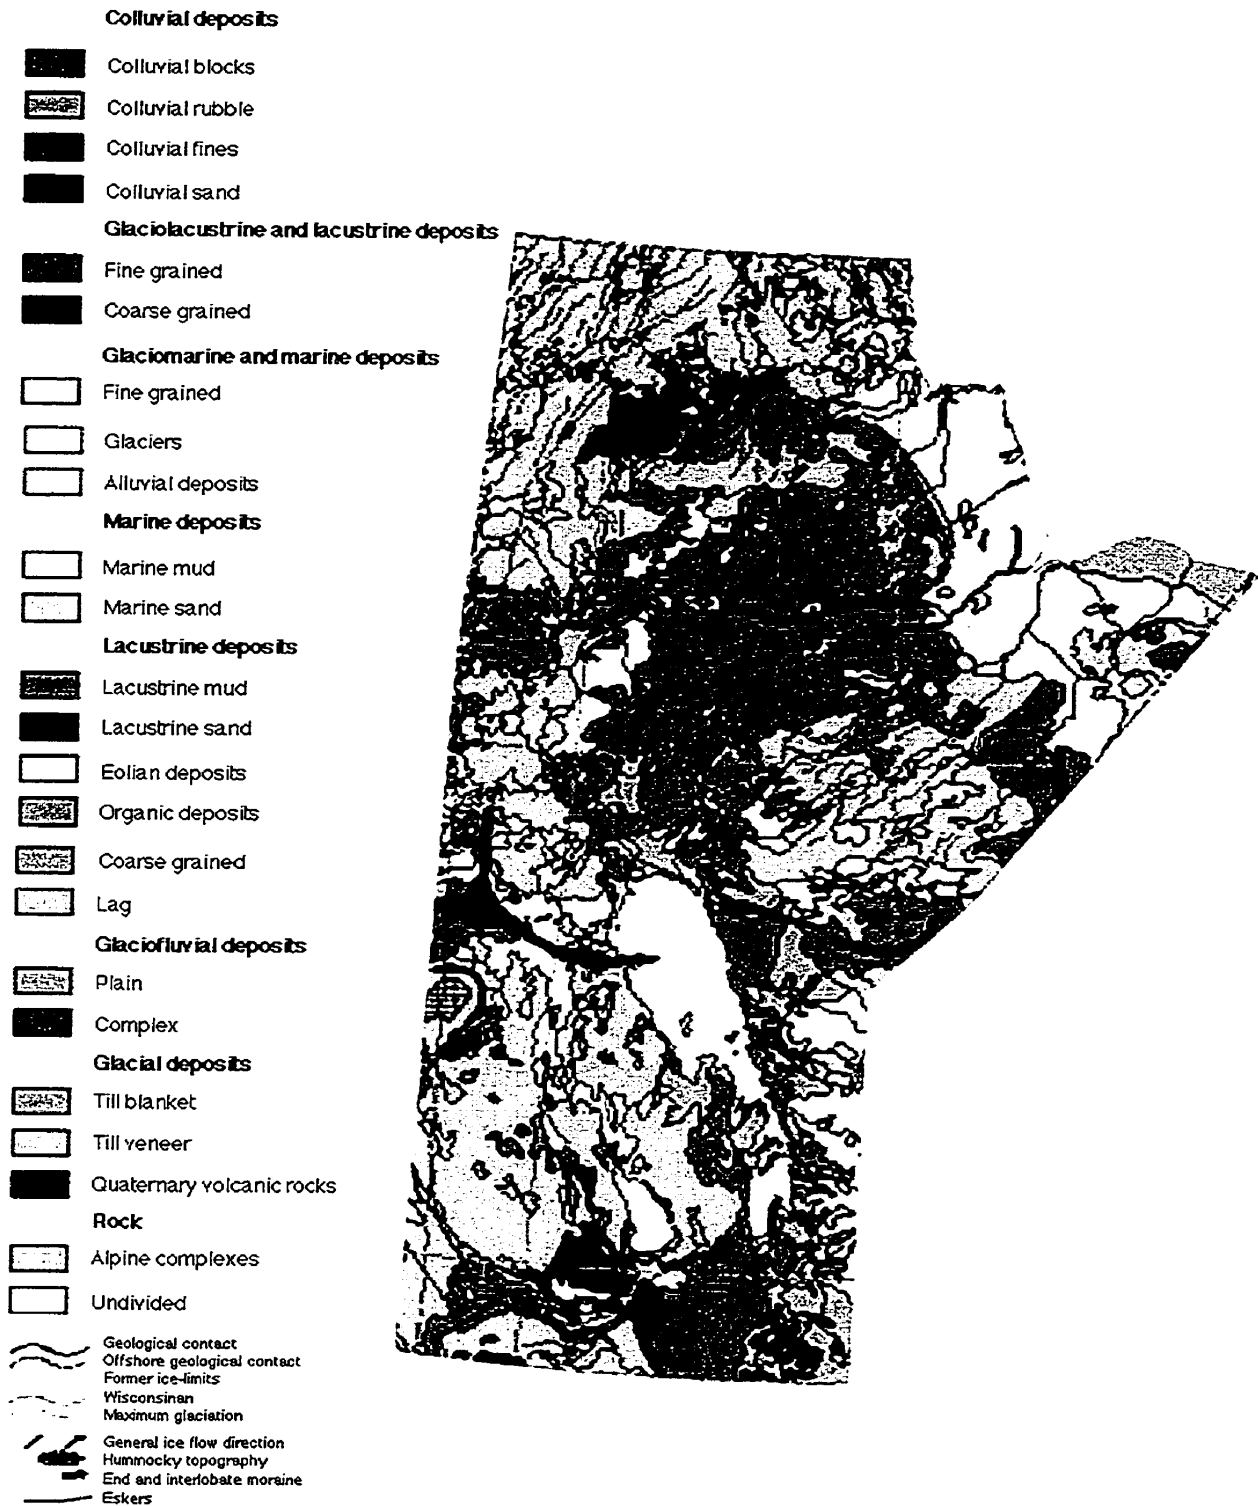 Colluvial deposits
Colluvial blocks
Colluvial rubble
Colluvial fines
Colluvial sand
Glaciolacustrine and lacustrine deposits
Fine grained
Coarse grained
Glaciomarine and marine deposits
Fine grained
Glaciers
Alluvial deposits
Marine deposits
Marine mud
Marine sand
Lacustrine deposits
Lacustrine mud
Lacustrine sand
Eolian deposits
Organic deposits
Coarse grained
Lag
Glaciofluvial deposits
Plain
Complex
Glacial deposits
Till blanket
Till veneer
Quaternary volcanic rocks
Rock
Alpine complexes
Undivided
Geological contact
Offshore geological contact
Former ice-limits
Wisconsinan
Maximum glaciation
General ice flow direction
Hummocky topography
End and interlobate moraine
Eskers